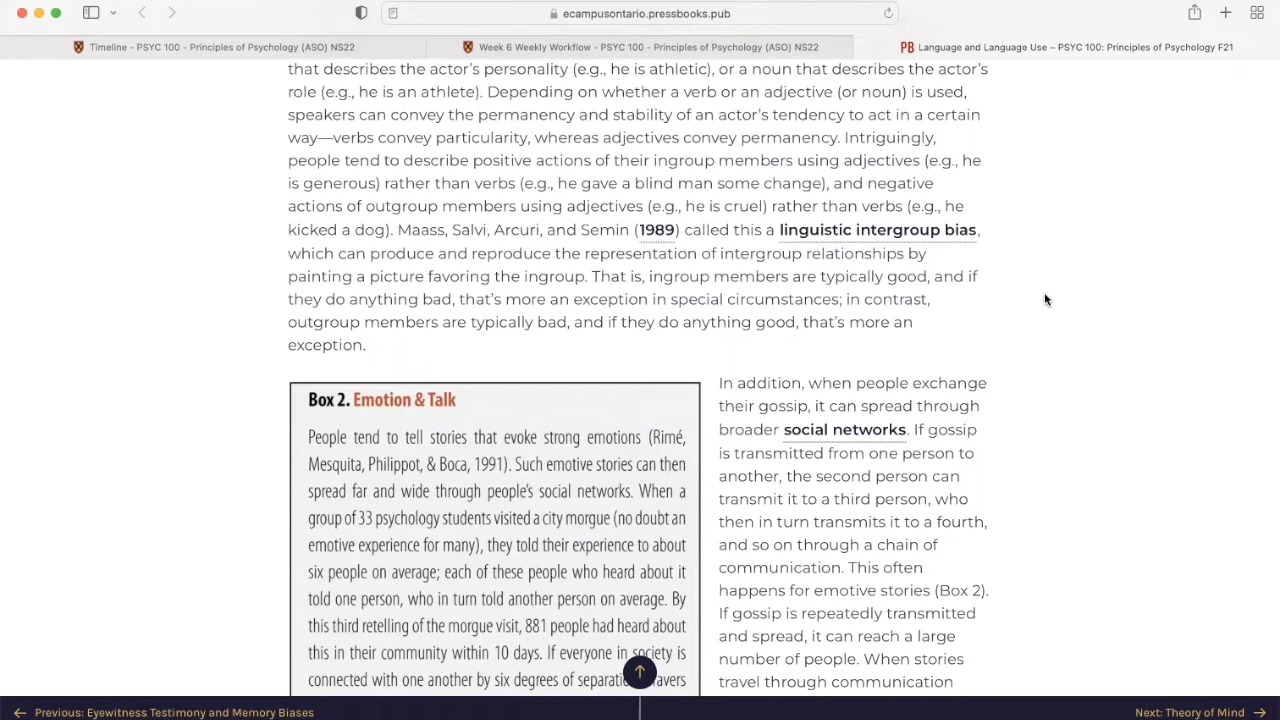 ecampusontario.pressbooks.pub
Timeline - PSYC 100 - Principles of Psychology (ASO) NS22
Week 6 Weekly Workflow - PSYC 100 - Principles of Psychology (ASO) NS22
PB Language and Language Use – PSYC 100: Principles of Psychology F21
that describes the actor’s personality (e.g., he is athletic), or a noun that describes the actor’s
role (e.g., he is an athlete). Depending on whether a verb or an adjective (or noun) is used,
speakers can convey the permanency and stability of an actor’s tendency to act in a certain
way—verbs convey particularity, whereas adjectives convey permanency. Intriguingly,
people tend to describe positive actions of their ingroup members using adjectives (e.g., he
is generous) rather than verbs (e.g., he gave a blind man some change), and negative
actions of outgroup members using adjectives (e.g., he is cruel) rather than verbs (e.g., he
kicked a dog). Maass, Salvi, Arcuri, and Semin (1989) called this a linguistic intergroup bias,
which can produce and reproduce the representation of intergroup relationships by
painting a picture favoring the ingroup. That is, ingroup members are typically good, and if
they do anything bad, that’s more an exception in special circumstances; in contrast,
outgroup members are typically bad, and if they do anything good, that’s more an
exception.
Box 2. Emotion & Talk
People tend to tell stories that evoke strong emotions (Rimé,
Mesquita, Philippot, & Boca, 1991). Such emotive stories can then
spread far and wide through people’s social networks. When a
group of 33 psychology students visited a city morgue (no doubt an
emotive experience for many), they told their experience to about
six people on average; each of these people who heard about it
told one person, who in turn told another person on average. By
this third retelling of the morgue visit, 881 people had heard about
this in their community within 10 days. If everyone in society is
connected with one another by six degrees of
In addition, when people exchange
their gossip, it can spread through
broader social networks. If gossip
is transmitted from one person to
another, the second person can
transmit it to a third person, who
then in turn transmits it to a fourth,
and so on through a chain of
communication. This often
happens for emotive stories (Box 2).
If gossip is repeatedly transmitted
and spread, it can reach a large
number of people. When stories
travel through communication
Previous: Eyewitness Testimony and Memory Biases
Next: Theory of Mind